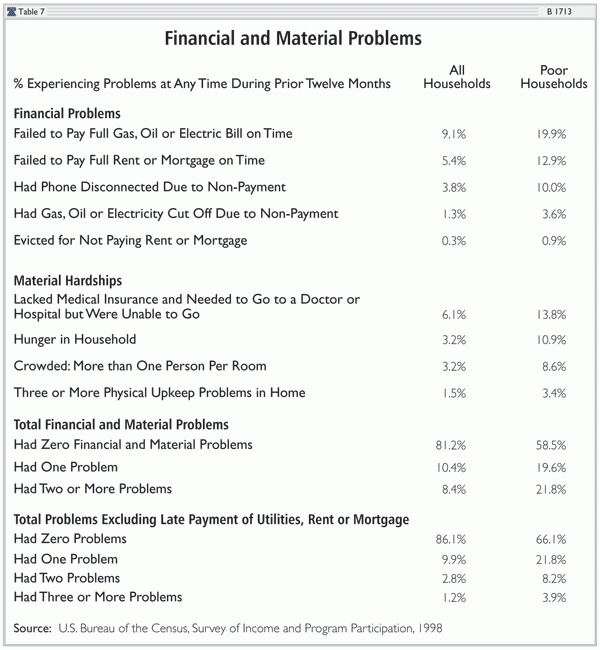 Table 7 B 1713
Financial and Material Problems
All Poor
% Experiencing Problems at Any Time During Prior Twelve Months Households Households
Financial Problems
Failed to Pay Full Gas, Oil or Electric Bill on Time 9.1% 19.9%
Failed to Pay Full Rent or Mortgage on Time 5.4% 12.9%
Had Phone Disconnected Due to Non-Payment 3.8% 10.0%
Had Gas, Oil or Electricity Cut Off Due to Non-Payment 1.3% 3.6%
Evicted for Not Paying Rent or Mortgage 0.3% 0.9%
Material Hardships
Lacked Medical Insurance and Needed to Go to a Doctor or
Hospital but Were Unable to Go 6.1% 13.8%
Hunger in Household 3.2% 10.9%
Crowded: More than One Person Per Room 3.2% 8.6%
Three or More Physical Upkeep Problems in Home 1.5% 3.4%
Total Financial and Material Problems
Had Zero Financial and Material Problems 81.2% 58.5%
Had One Problem 10.4% 19.6%
Had Two or More Problems 8.4% 21.8%
Total Problems Excluding Late Payment of Utilities, Rent or Mortgage
Had Zero Problems 86.1% 66.1%
Had One Problem 9.9% 21.8%
Had Two Problems 2.8% 8.2%
Had Three or More Problems 1.2% 3.9%
Source: U.S. Bureau of the Census, Survey of Income and Program Participation, 1998